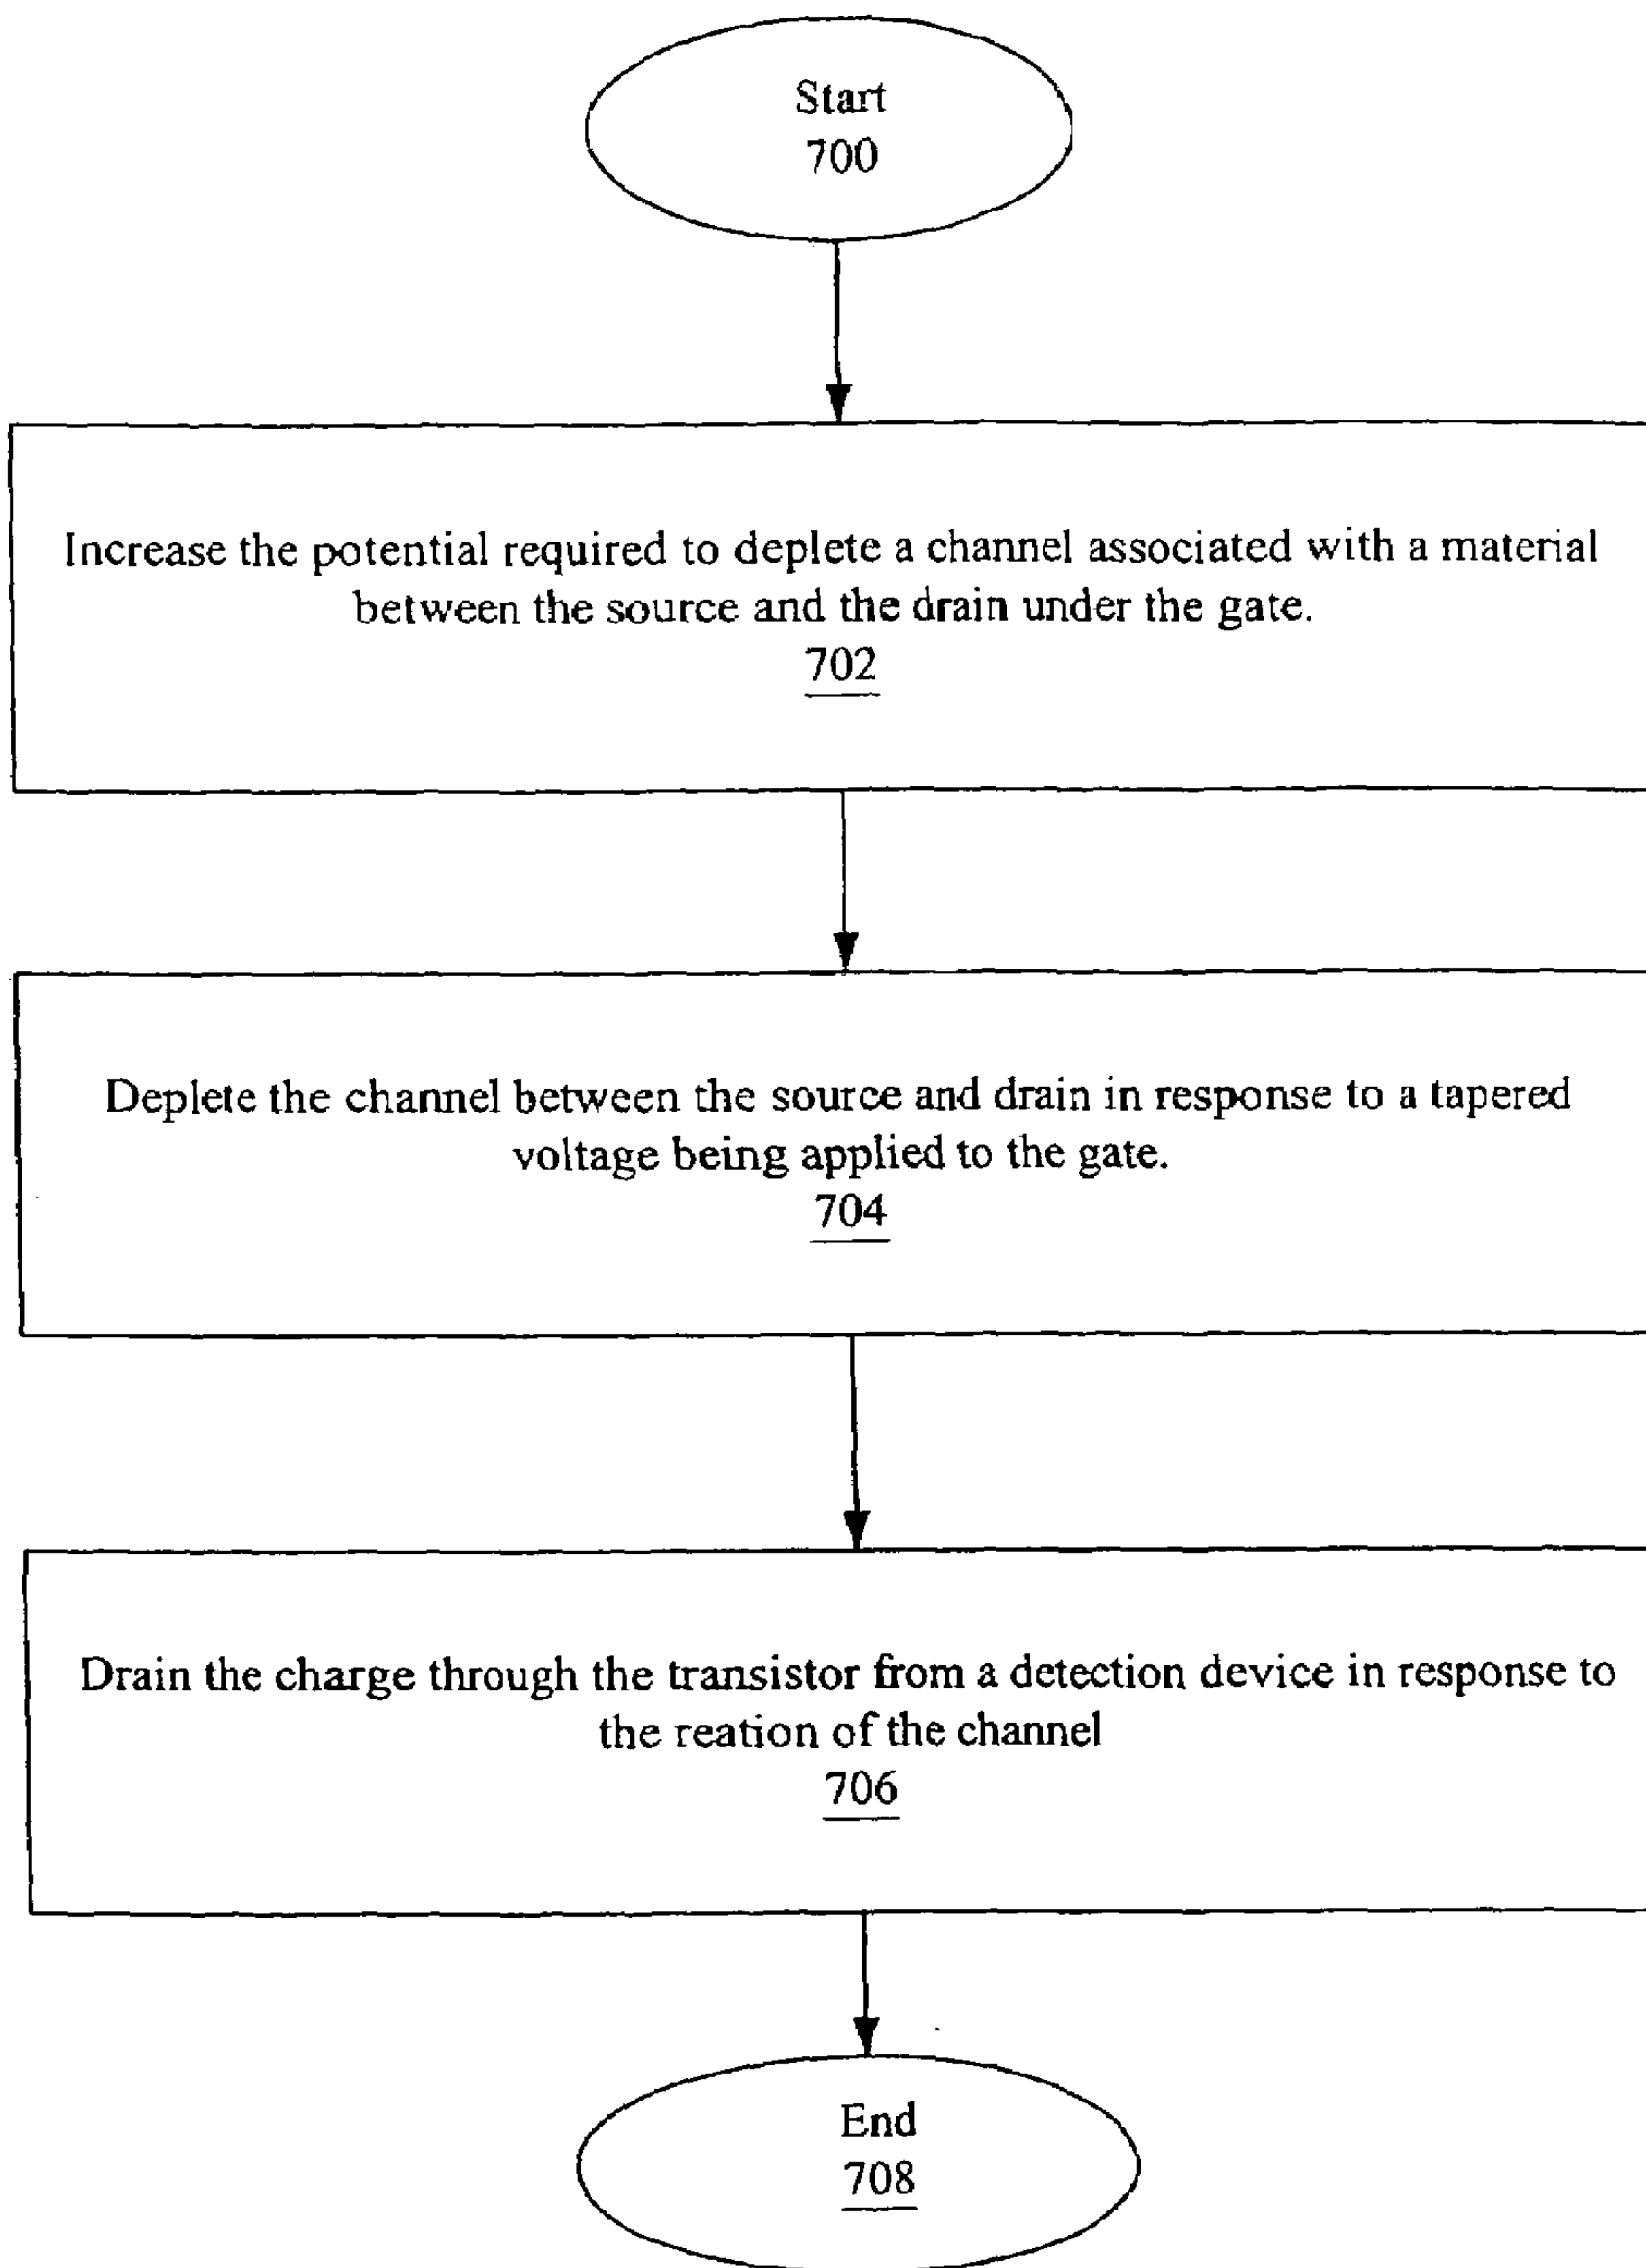 Start
700
Increase the potential required to deplete a channel associated with a material
between the source and the drain under the gate.
702
Deplete the channel between the source and drain in response to a tapered
voltage being applied to the gate.
704
Drain the charge through the transistor from a detection device in response to
the reation of the channel
706
End
708